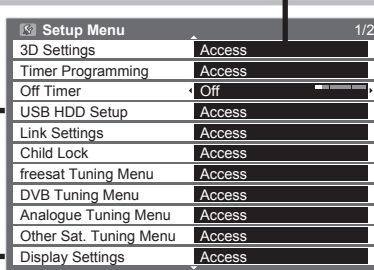 Setup Menu 1/2
3D Settings Access
Timer Programming Access
Off Timer Off
USB HDD Setup Access
Link Settings Access
Child Lock Access
freesat Tuning Menu Access
DVB Tuning Menu Access
Analogue Tuning Menu Access
Other Sat. Tuning Menu Access
Display Settings Access